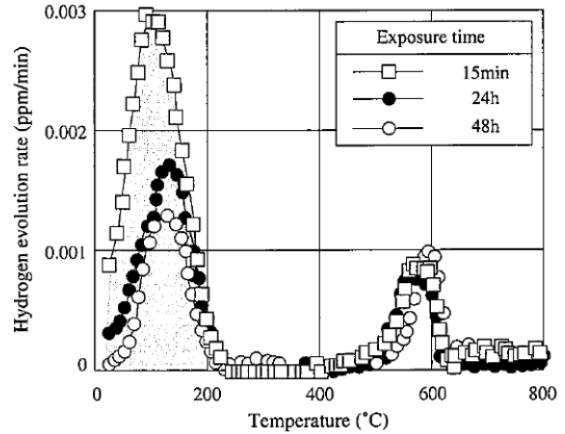 0.003
0.002
0.001
0
Hydrogen evolution rate (ppm/min)
Exposure time
15min
24h
48h
0 200 400 600 800
Temperature (°C)